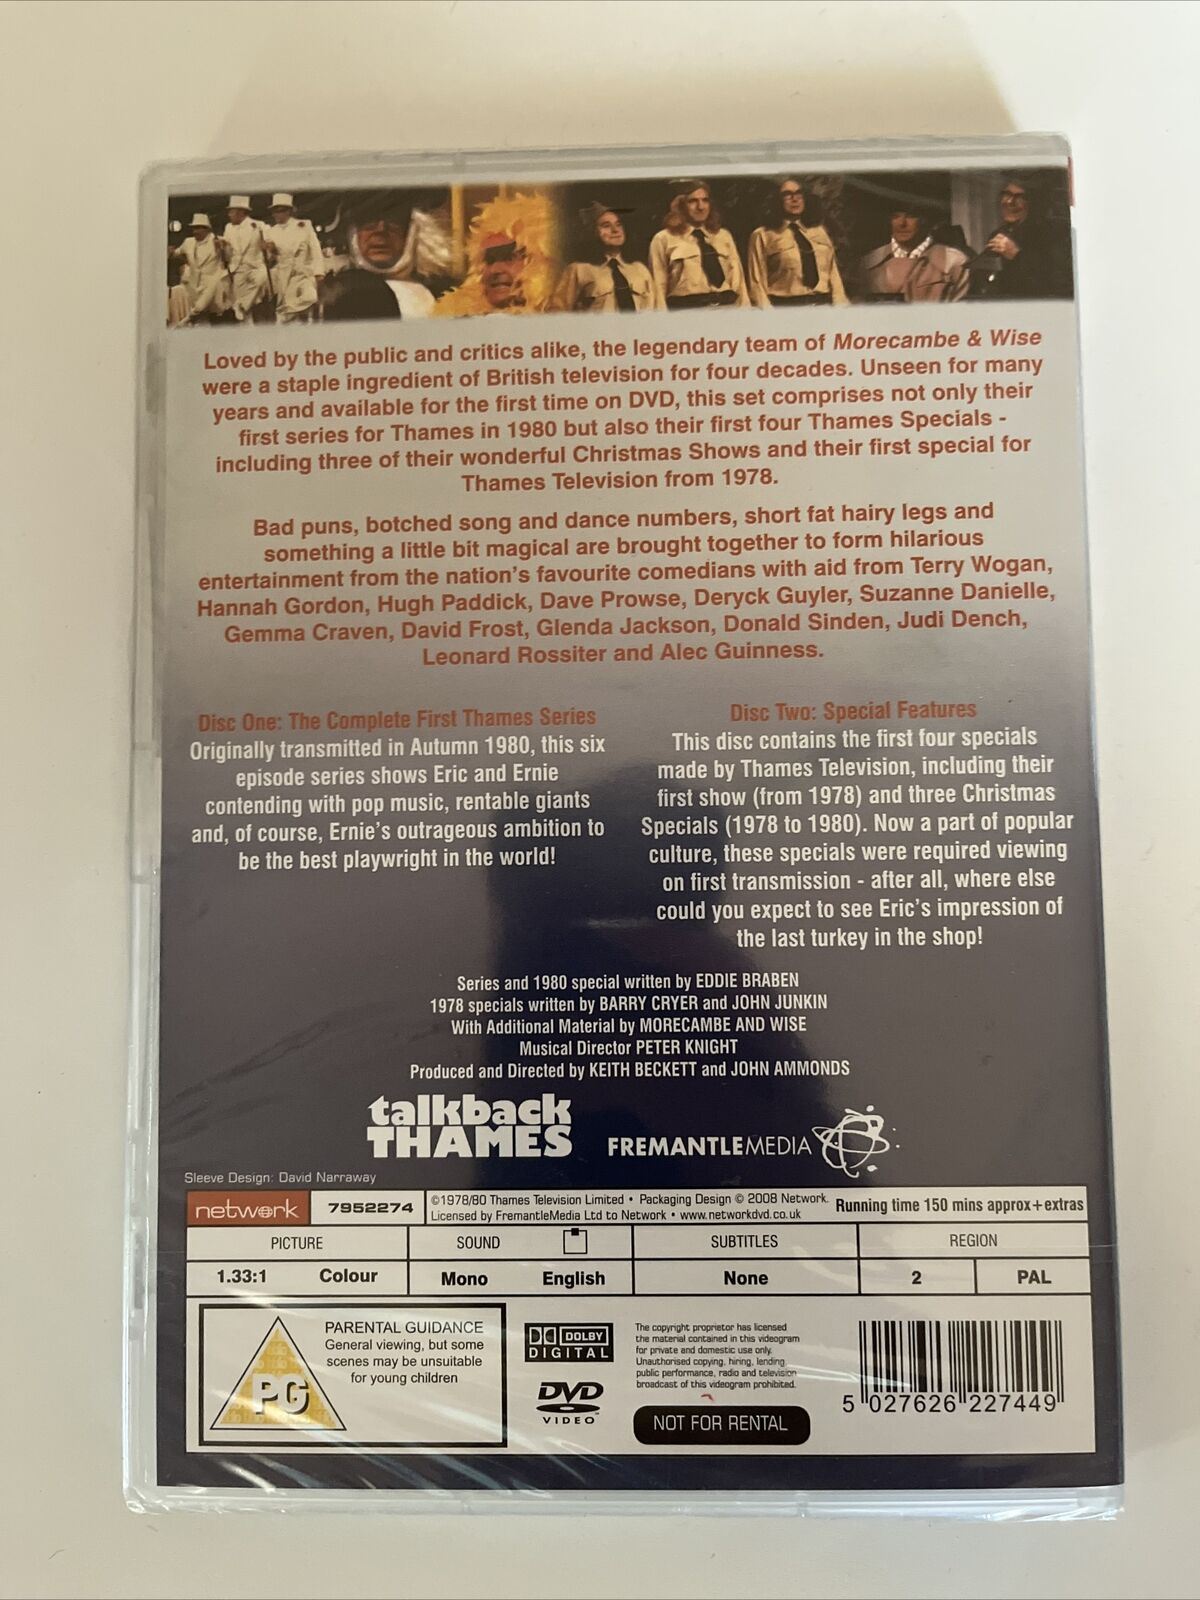 Loved by the public and critics alike, the legendary team of Morecambe & Wise
were a staple ingredient of British television for four decades. Unseen for many
years and available for the first time on DVD, this set comprises not only their
first series for Thames in 1980 but also their first four Thames Specials -
including three of their wonderful Christmas Shows and their first special for
Thames Television from 1978.
Bad puns, botched song and dance numbers, short fat hairy legs and
something a little bit magical are brought together to form hilarious
entertainment from the nation's favourite comedians with aid from Terry Wogan,
Hannah Gordon, Hugh Paddick, Dave Prowse, Deryck Guyler, Suzanne Danielle,
Gemma Craven, David Frost, Glenda Jackson, Donald Sinden, Judi Dench,
Leonard Rossiter and Alec Guinness.
Disc One: The Complete First Thames Series
Originally transmitted in Autumn 1980, this six
episode series shows Eric and Ernie
contending with pop music, rentable giants
and, of course, Ernie's outrageous ambition to
be the best playwright in the world!
Disc Two: Special Features
This disc contains the first four specials
made by Thames Television, including their
first show (from 1978) and three Christmas
Specials (1978 to 1980). Now a part of popular
culture, these specials were required viewing
on first transmission - after all, where else
could you expect to see Eric's impression of
the last turkey in the shop!
Series and 1980 special written by EDDIE BRABEN
1978 specials written by BARRY CRYER and JOHN JUNKIN
With Additional Material by MORECAMBE AND WISE
Musical Director PETER KNIGHT
Produced and Directed by KEITH BECKETT and JOHN AMMONDS
talkback
THAMES
FREMANTLEMEDIA
Sleeve Design: David Narraway
network
7952274
©1978/80 Thames Television Limited • Packaging Design © 2008 Network.
Licensed by FremantleMedia Ltd to Network • www.networkdvd.co.uk
Running time 150 mins approx+extras
PICTURE
SOUND
SUBTITLES
REGION
1.33:1
Colour
Mono
English
None
2
PAL
PG
PARENTAL GUIDANCE
General viewing, but some
scenes may be unsuitable
for young children
DOLBY
DIGITAL
DVD
VIDEO
The copyright proprietor has licensed
the material contained in this videogram
for private and domestic use only.
Unauthorised copying, hiring, lending,
public performance, radio and television
broadcast of this videogram prohibited.
NOT FOR RENTAL
5 027626 227449